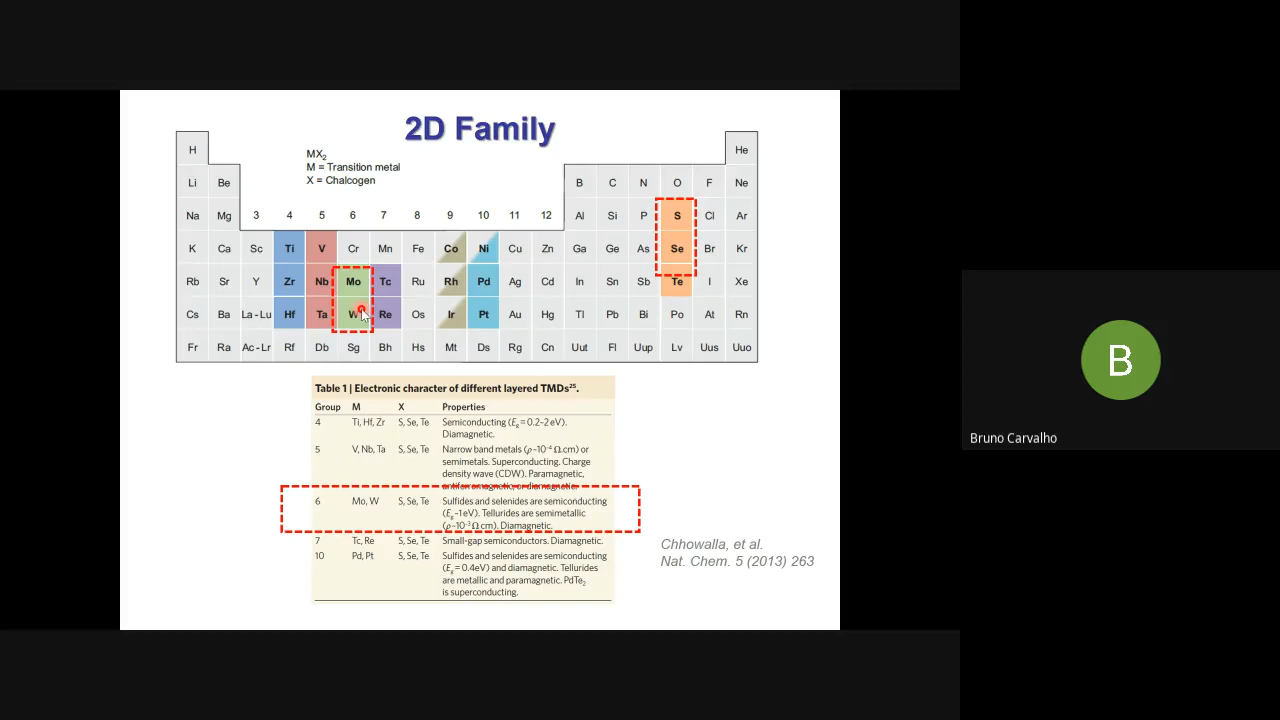 2D Family
MX2
M = Transition metal
X = Chalcogen
H He
Li Be B C N O F Ne
Na Mg 3 4 5 6 7 8 9 10 11 12 Al Si P S Cl Ar
K Ca Sc Ti V Cr Mn Fe Co Ni Cu Zn Ga Ge As Se Br Kr
Rb Sr Y Zr Nb Mo Tc Ru Rh Pd Ag Cd In Sn Sb Te I Xe
Cs Ba La - Lu Hf Ta W Re Os Ir Pt Au Hg Tl Pb Bi Po At Rn
Fr Ra Ac - Lr Rf Db Sg Bh Hs Mt Ds Rg Cn Uut Fl Uup Lv Uus Uuo
Table 1 | Electronic character of different layered TMDs25.
Group M X Properties
4 Ti, Hf, Zr S, Se, Te Semiconducting (Eg = 0.2–2 eV).
Diamagnetic.
5 V, Nb, Ta S, Se, Te Narrow band metals (ρ~10-4 Ω.cm) or
semimetals. Superconducting. Charge
density wave (CDW). Paramagnetic,
antiferromagnetic, or diamagnetic.
6 Mo, W S, Se, Te Sulfides and selenides are semiconducting
(Eg~1 eV). Tellurides are semimetallic
(ρ~10-3 Ω cm). Diamagnetic.
7 Tc, Re S, Se, Te Small-gap semiconductors. Diamagnetic.
10 Pd, Pt S, Se, Te Sulfides and selenides are semiconducting
(Eg = 0.4 eV) and diamagnetic. Tellurides
are metallic and paramagnetic. PdTe2
is superconducting.
Chhowalla, et al.
Nat. Chem. 5 (2013) 263
B
Bruno Carvalho